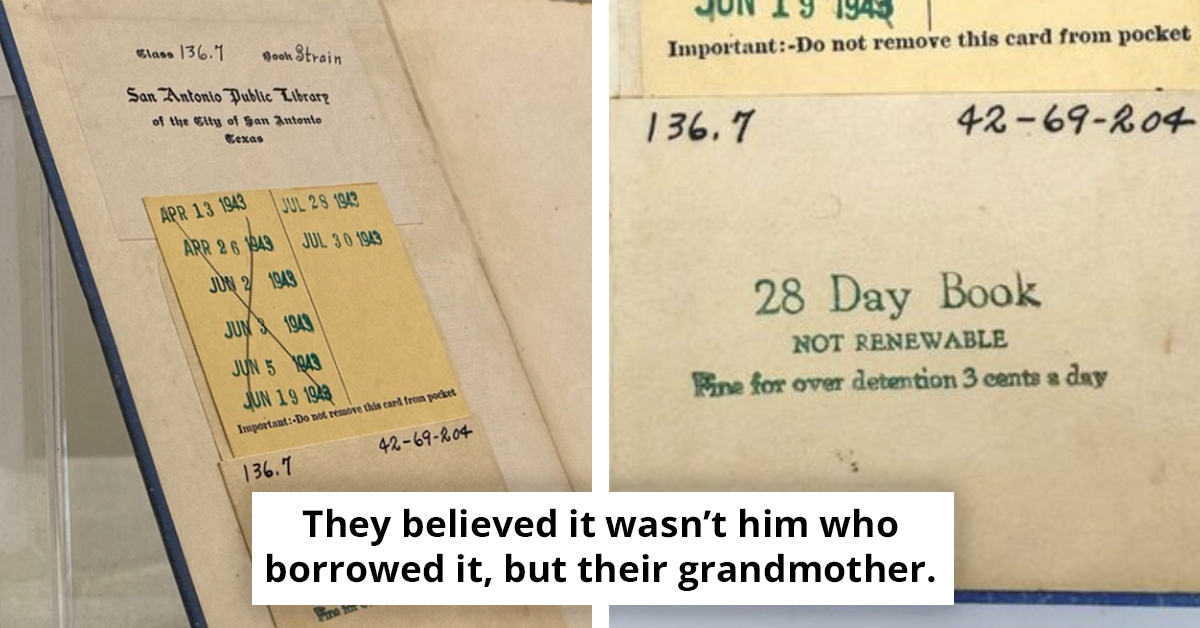 Class 136.7 Book Strain
San Antonio Public Library
of the City of San Antonio
Texas
APR 13 1943
APR 26 1943
JUN 2 1943
JUN 3 1943
JUN 5 1943
JUN 19 1943
JUL 28 1943
JUL 30 1943
Important:-Do not remove this card from pocket
136.7 42-69-204
Fine for
JUN 19 1943
Important:-Do not remove this card from pocket
136.7 42-69-204
28 Day Book
NOT RENEWABLE
Fine for over detention 3 cents a day
They believed it wasn’t him who
borrowed it, but their grandmother.